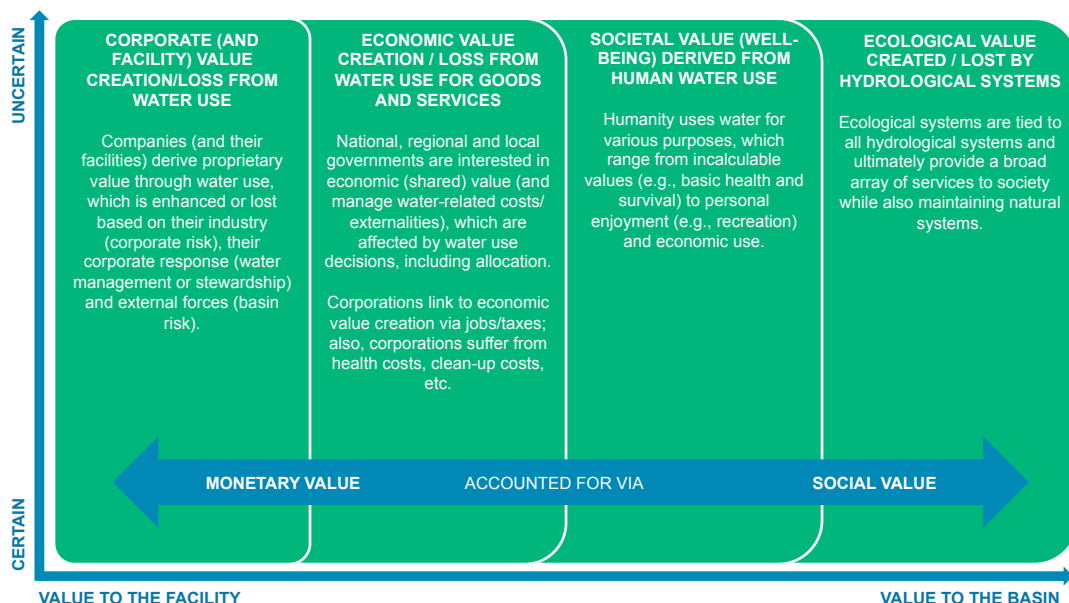 UNCERTAIN
CORPORATE (AND
FACILITY) VALUE
CREATION/LOSS FROM
WATER USE
Companies (and their
facilities) derive proprietary
value through water use,
which is enhanced or lost
based on their industry
(corporate risk), their
corporate response (water
management or stewardship)
and external forces (basin
risk).
ECONOMIC VALUE
CREATION / LOSS FROM
WATER USE FOR GOODS
AND SERVICES
National, regional and local
governments are interested in
economic (shared) value (and
manage water-related costs/
externalities), which are
affected by water use
decisions, including allocation.
Corporations link to economic
value creation via jobs/taxes;
also, corporations suffer from
health costs, clean-up costs,
etc.
SOCIETAL VALUE (WELL-
BEING) DERIVED FROM
HUMAN WATER USE
Humanity uses water for
various purposes, which
range from incalculable
values (e.g., basic health and
survival) to personal
enjoyment (e.g., recreation)
and economic use.
ECOLOGICAL VALUE
CREATED / LOST BY
HYDROLOGICAL SYSTEMS
Ecological systems are tied to
all hydrological systems and
ultimately provide a broad
array of services to society
while also maintaining natural
systems.
MONETARY VALUE ACCOUNTED FOR VIA SOCIAL VALUE
CERTAIN
VALUE TO THE FACILITY VALUE TO THE BASIN